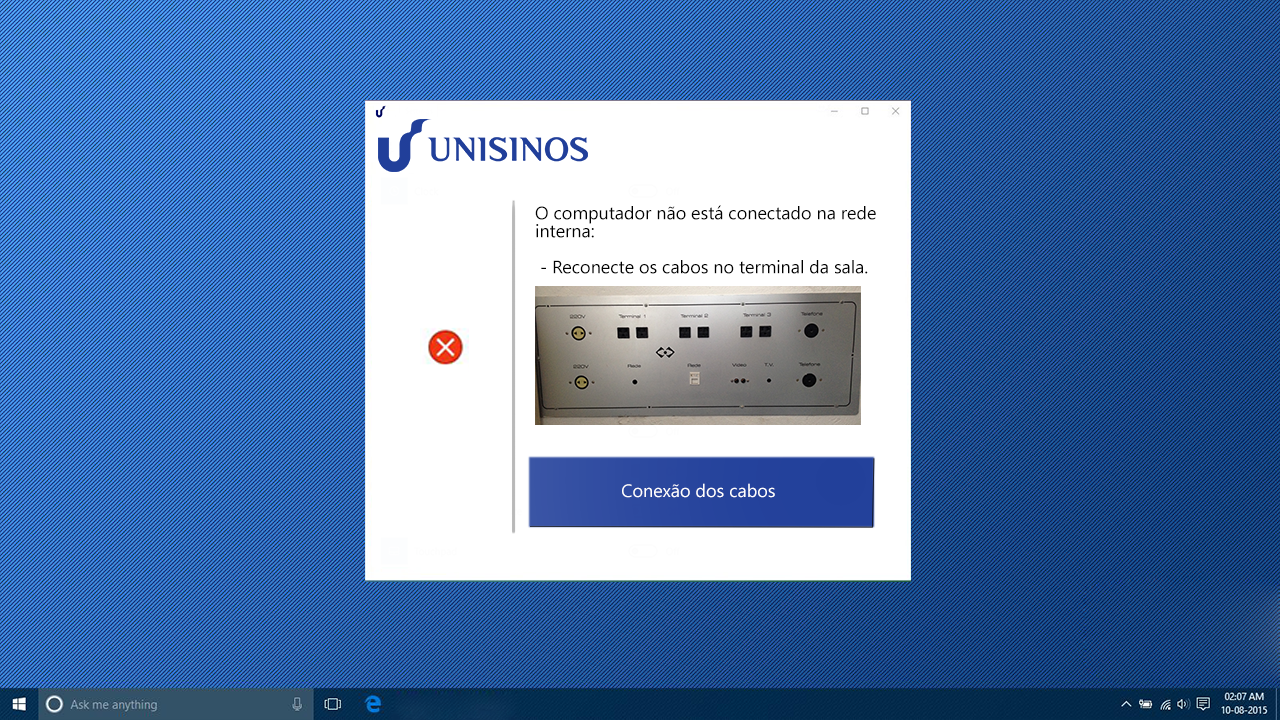 UNISINOS
O computador não está conectado na rede
interna:
- Reconecte os cabos no terminal da sala.
220V Terminal 1 Terminal 2 Terminal 3 Telefone
220V Rede Rede Video T.V. Telefone
Conexão dos cabos
Ask me anything
02:07 AM
10-08-2015